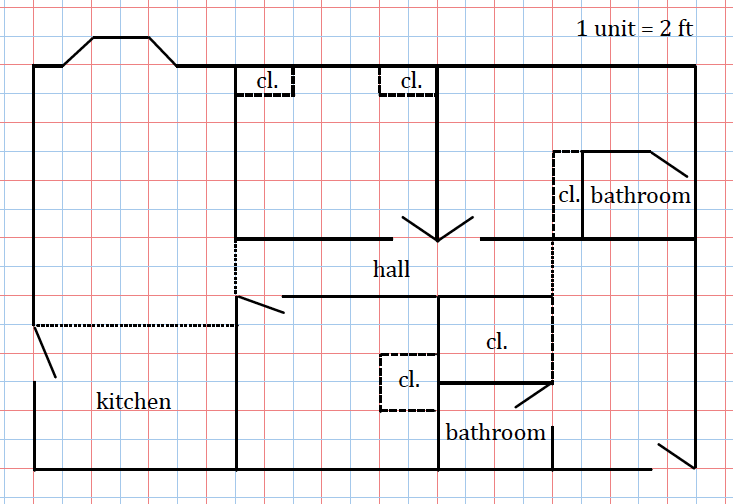 1 unit = 2 ft
cl.
cl.
cl.
bathroom
hall
cl.
cl.
kitchen
bathroom